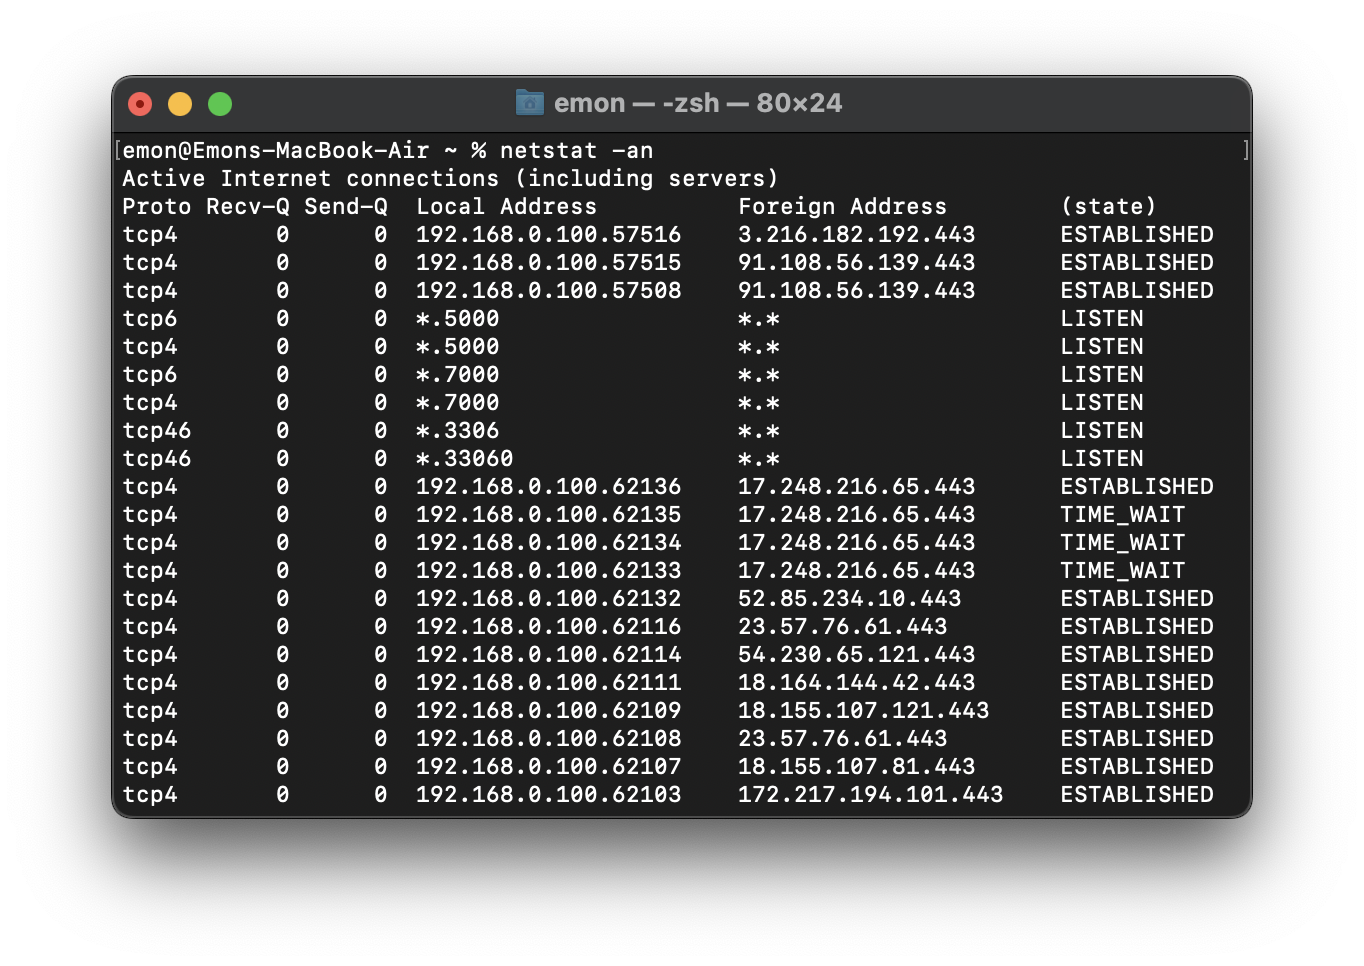 emon — -zsh — 80×24
[emon@Emons-MacBook-Air ~ % netstat -an ]
Active Internet connections (including servers)
Proto Recv-Q Send-Q  Local Address          Foreign Address        (state)
tcp4       0      0  192.168.0.100.57516    3.216.182.192.443      ESTABLISHED
tcp4       0      0  192.168.0.100.57515    91.108.56.139.443      ESTABLISHED
tcp4       0      0  192.168.0.100.57508    91.108.56.139.443      ESTABLISHED
tcp6       0      0  *.5000                 *.*                    LISTEN
tcp4       0      0  *.5000                 *.*                    LISTEN
tcp6       0      0  *.7000                 *.*                    LISTEN
tcp4       0      0  *.7000                 *.*                    LISTEN
tcp46      0      0  *.3306                 *.*                    LISTEN
tcp46      0      0  *.33060                *.*                    LISTEN
tcp4       0      0  192.168.0.100.62136    17.248.216.65.443      ESTABLISHED
tcp4       0      0  192.168.0.100.62135    17.248.216.65.443      TIME_WAIT
tcp4       0      0  192.168.0.100.62134    17.248.216.65.443      TIME_WAIT
tcp4       0      0  192.168.0.100.62133    17.248.216.65.443      TIME_WAIT
tcp4       0      0  192.168.0.100.62132    52.85.234.10.443       ESTABLISHED
tcp4       0      0  192.168.0.100.62116    23.57.76.61.443        ESTABLISHED
tcp4       0      0  192.168.0.100.62114    54.230.65.121.443      ESTABLISHED
tcp4       0      0  192.168.0.100.62111    18.164.144.42.443      ESTABLISHED
tcp4       0      0  192.168.0.100.62109    18.155.107.121.443     ESTABLISHED
tcp4       0      0  192.168.0.100.62108    23.57.76.61.443        ESTABLISHED
tcp4       0      0  192.168.0.100.62107    18.155.107.81.443      ESTABLISHED
tcp4       0      0  192.168.0.100.62103    172.217.194.101.443    ESTABLISHED